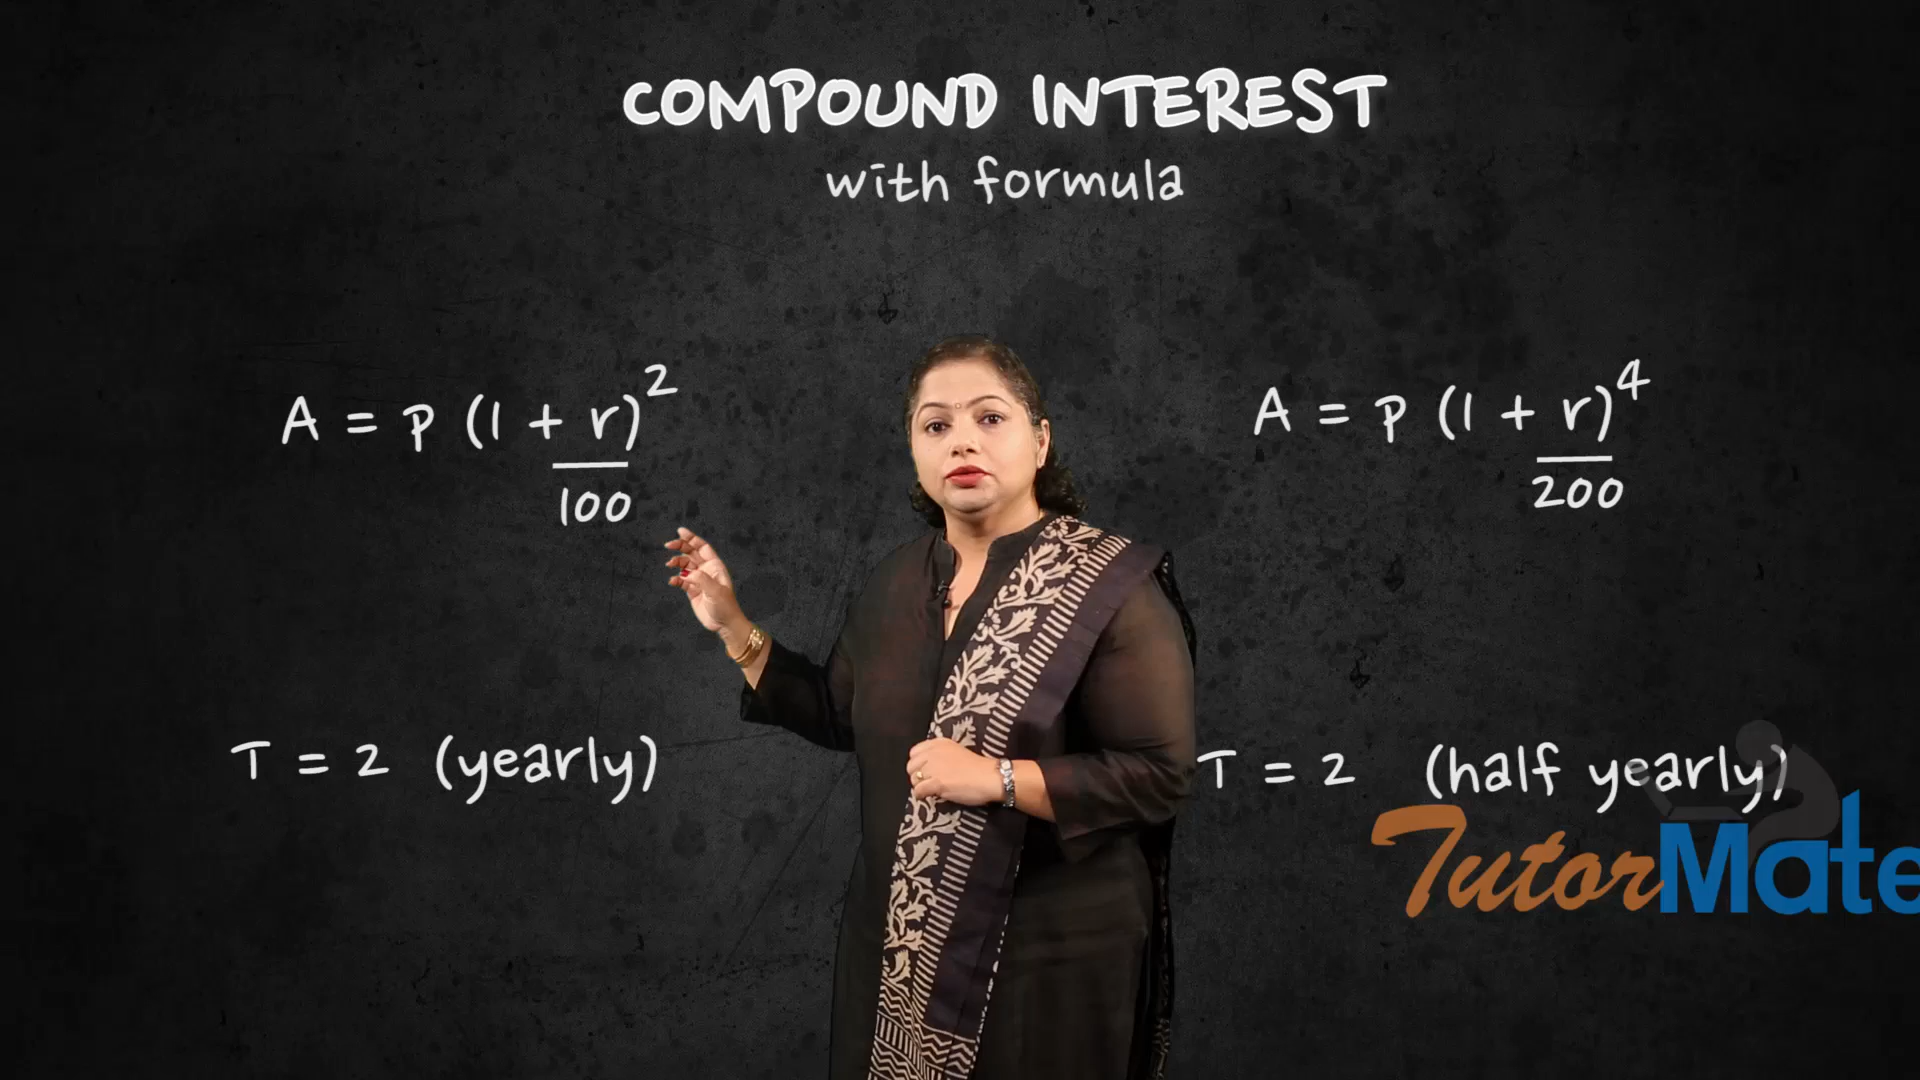 COMPOUND INTEREST
with formula
A = p (1 + r)²
100
T = 2 (yearly)
A = p (1 + r)⁴
200
T = 2 (half yearly)
TutorMate